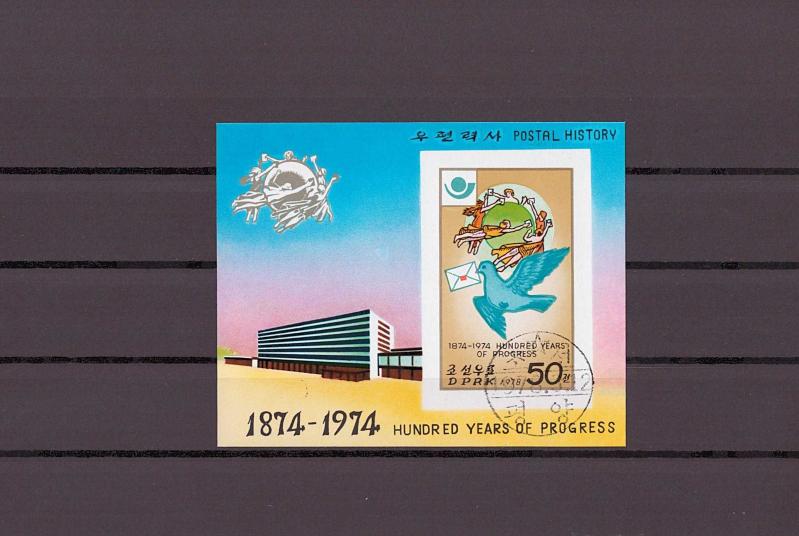 우편력사 POSTAL HISTORY
1874-1974 HUNDRED YEARS
OF PROGRESS
조선우표
DPRK 1978 50전
1874-1974 HUNDRED YEARS OF PROGRESS